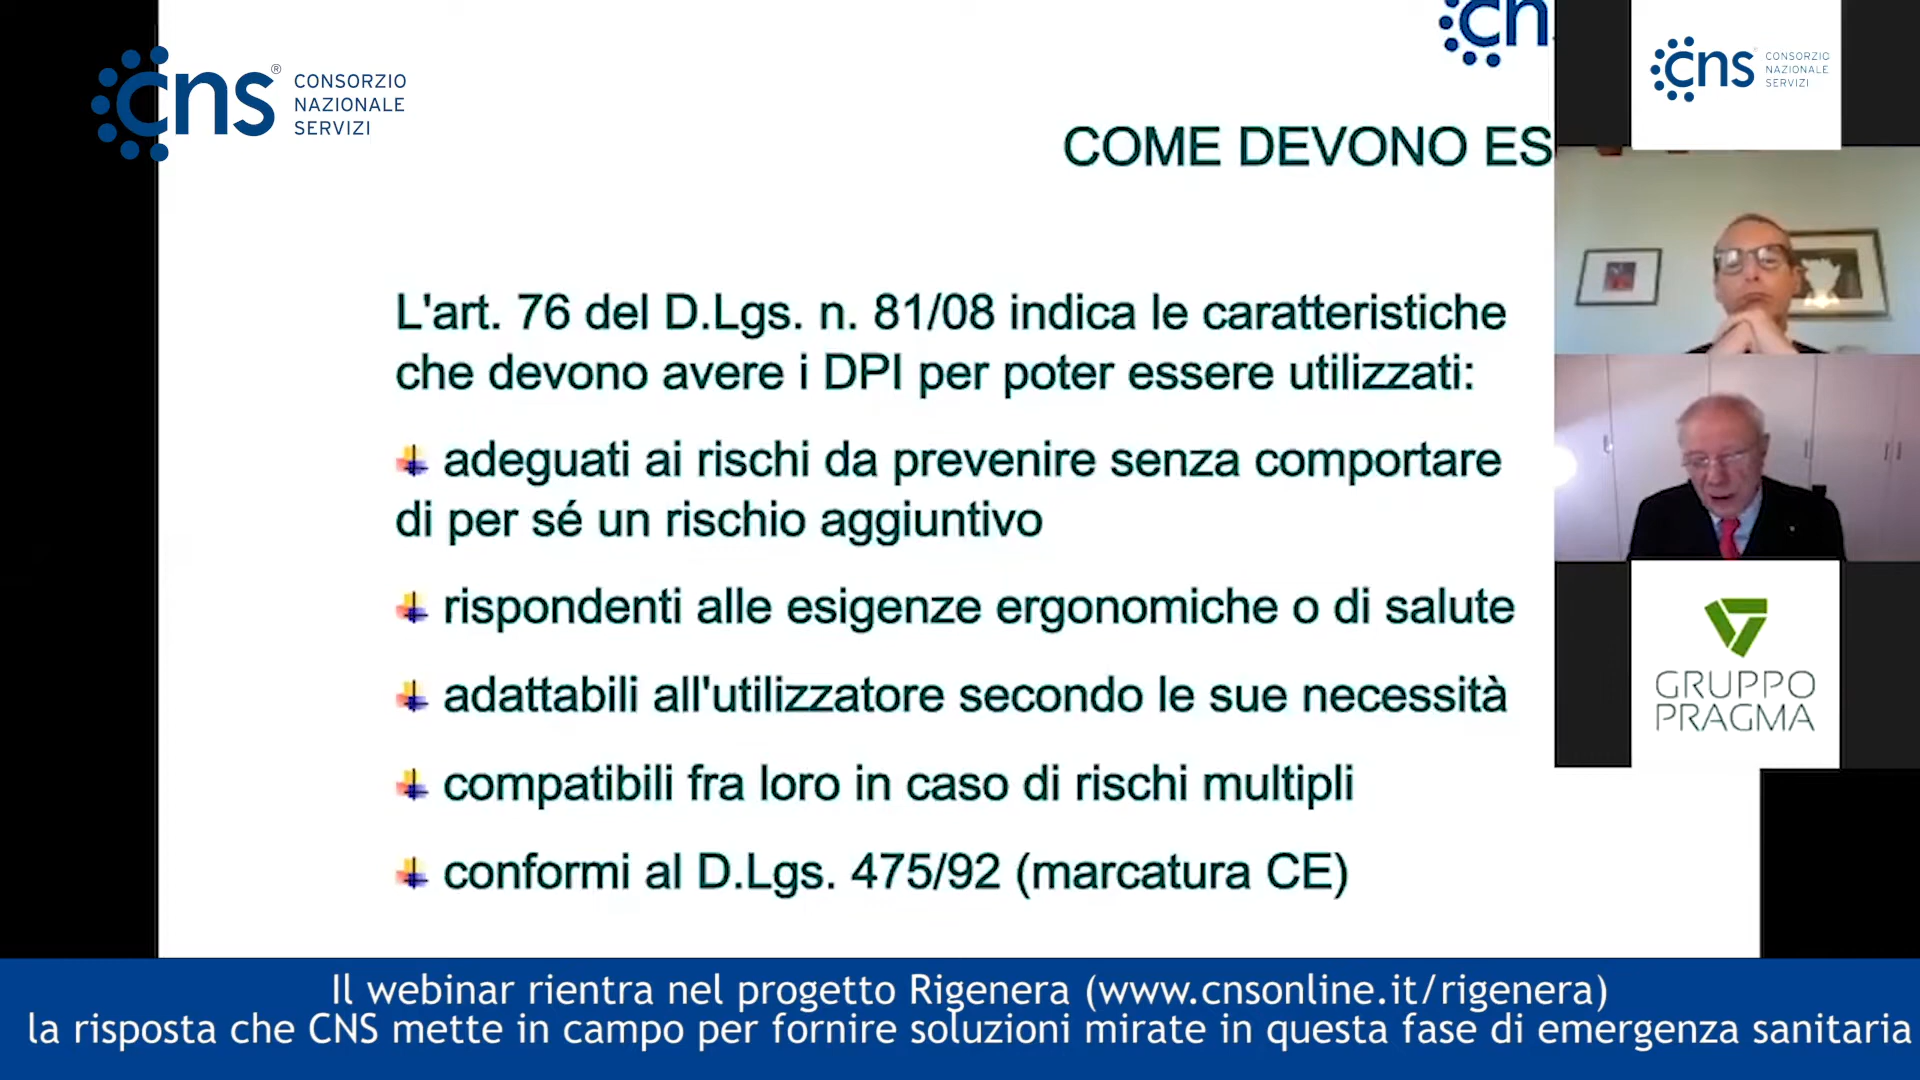 cns® CONSORZIO
NAZIONALE
SERVIZI
cns CONSORZIO
NAZIONALE
SERVIZI
COME DEVONO ES
L'art. 76 del D.Lgs. n. 81/08 indica le caratteristiche
che devono avere i DPI per poter essere utilizzati:
adeguati ai rischi da prevenire senza comportare
di per sé un rischio aggiuntivo
rispondenti alle esigenze ergonomiche o di salute
adattabili all'utilizzatore secondo le sue necessità
compatibili fra loro in caso di rischi multipli
conformi al D.Lgs. 475/92 (marcatura CE)
GRUPPO
PRAGMA
Il webinar rientra nel progetto Rigenera (www.cnsonline.it/rigenera)
la risposta che CNS mette in campo per fornire soluzioni mirate in questa fase di emergenza sanitaria